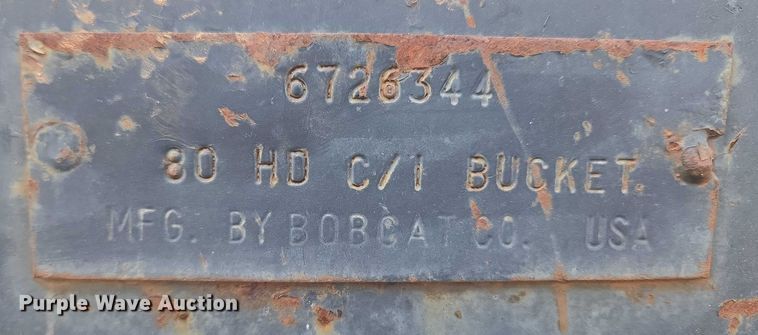 6726344
80 HD C/I BUCKET.
MFG. BY BOBCAT CO. USA
Purple Wave Auction